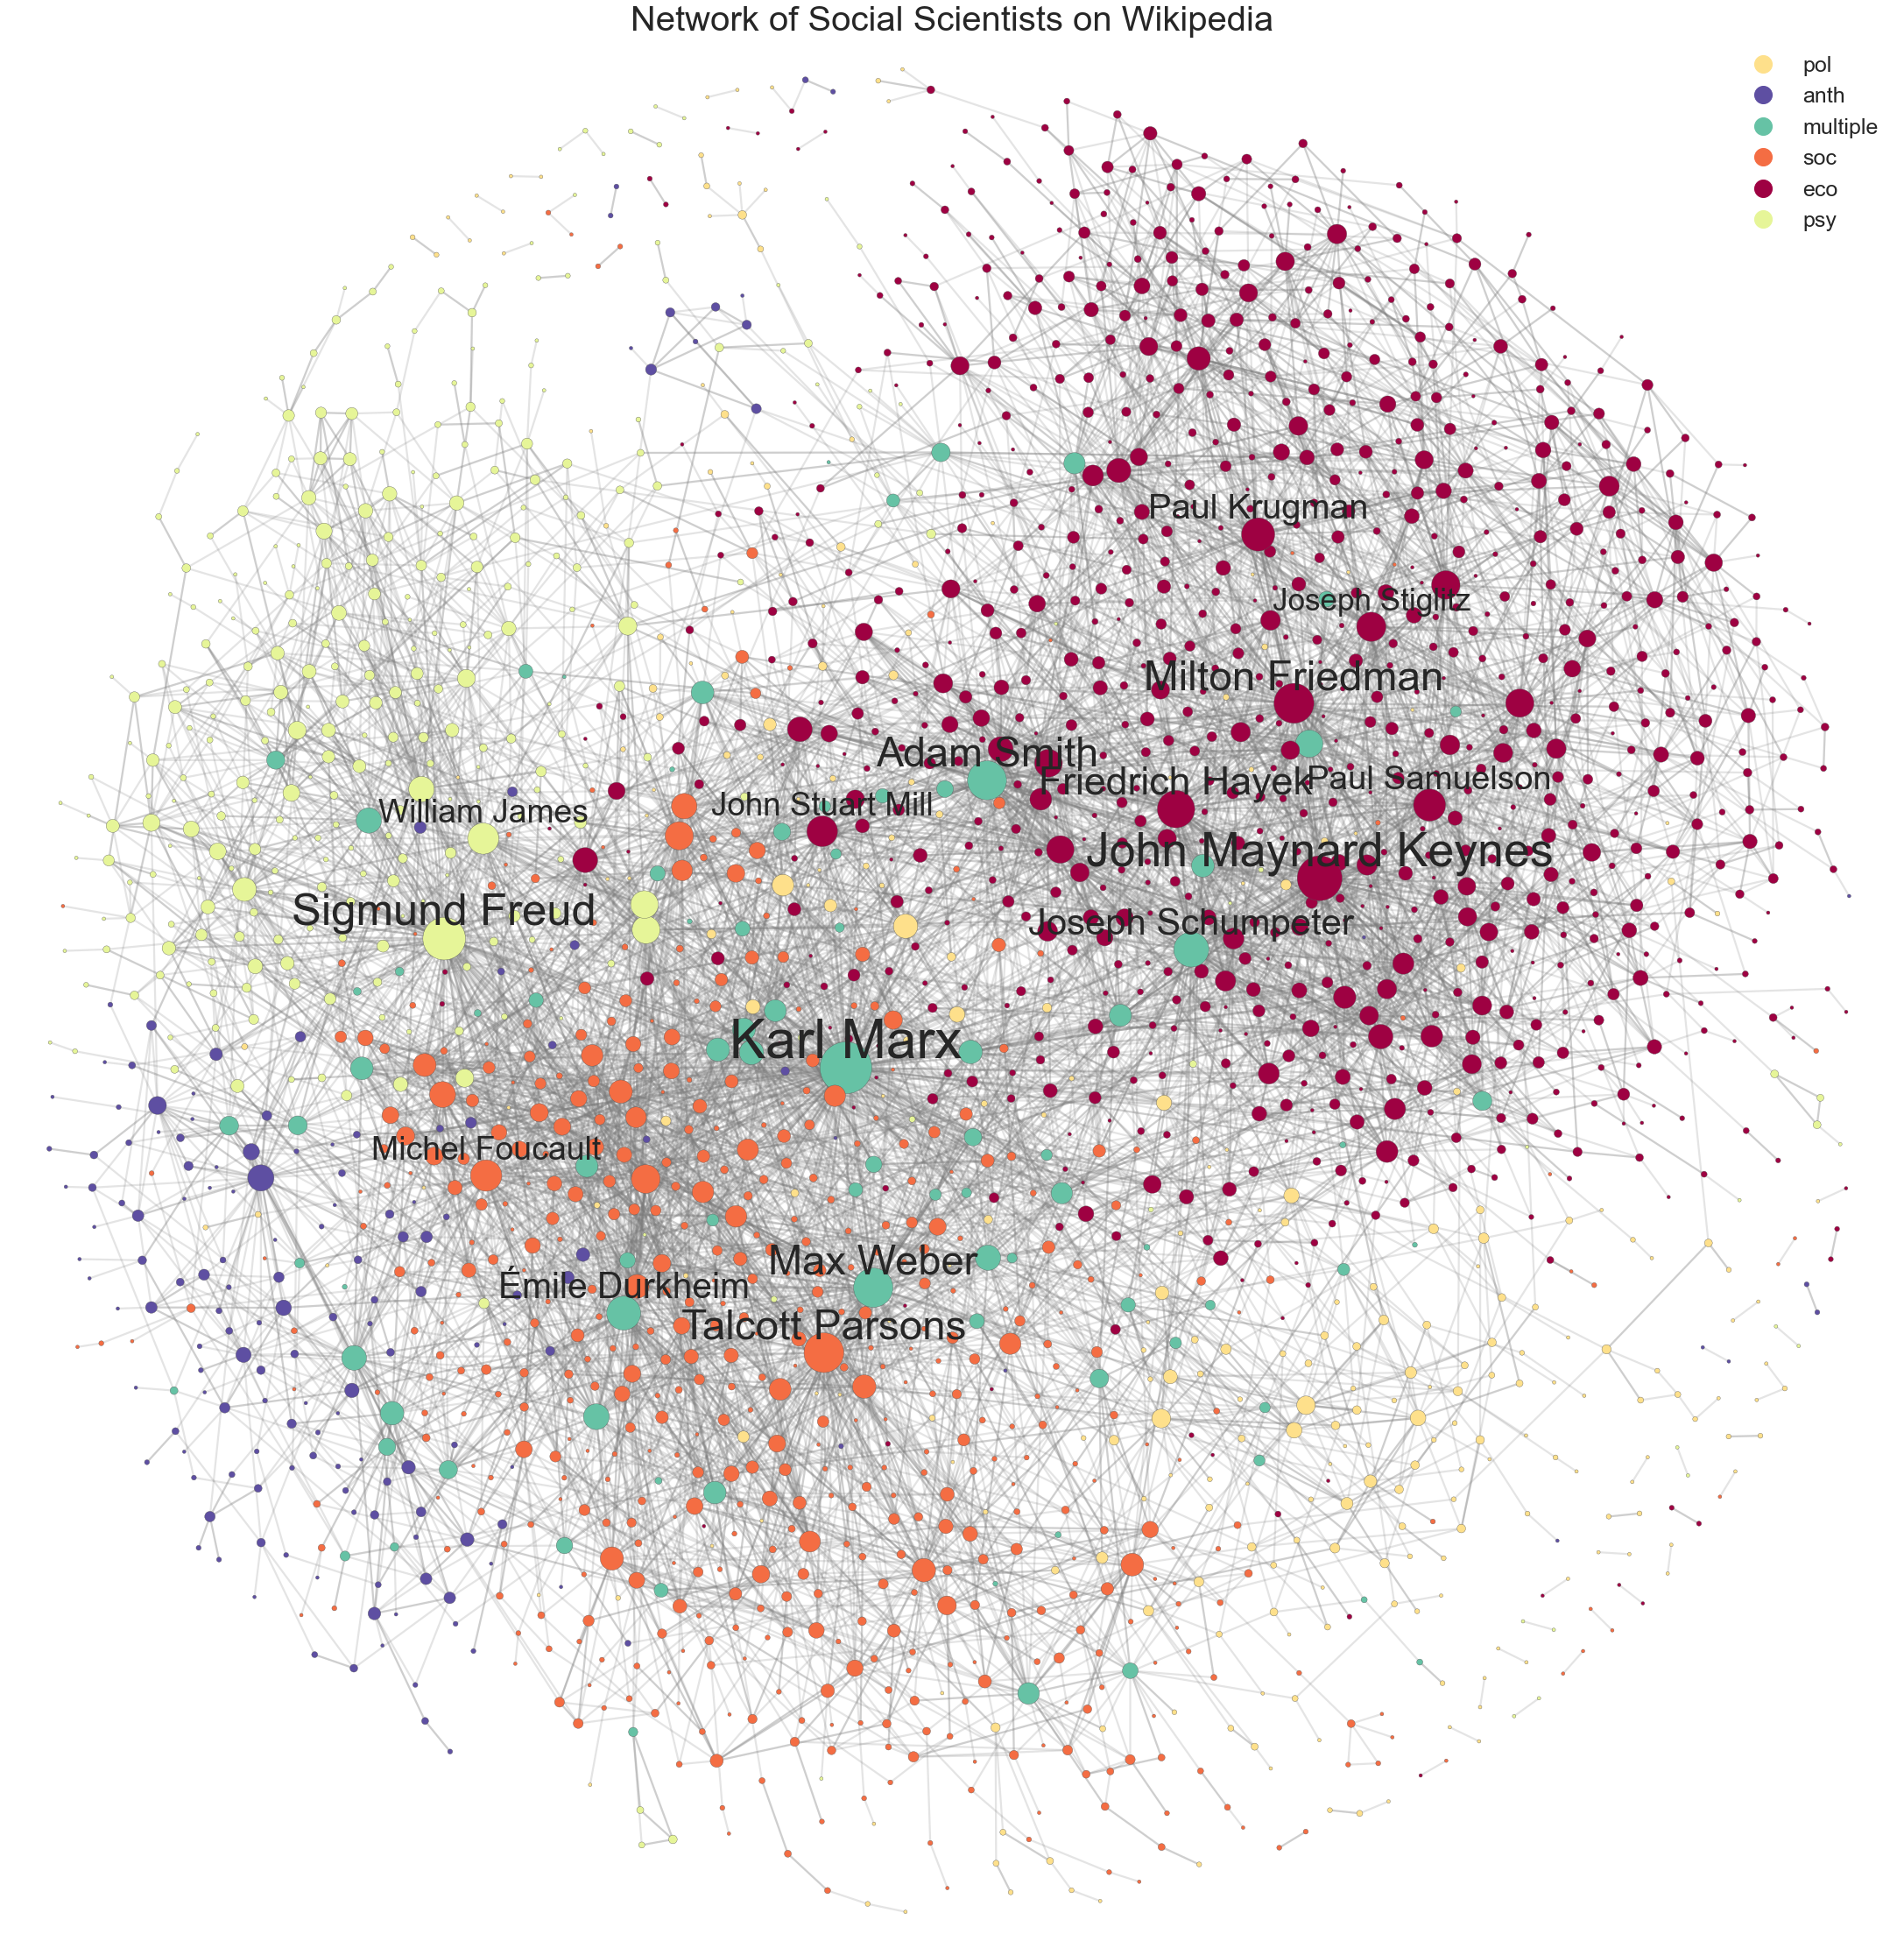 Network of Social Scientists on Wikipedia
pol
anth
multiple
soc
eco
psy
Paul Krugman
Joseph Stiglitz
Milton Friedman
Adam Smith
Friedrich Hayek
Paul Samuelson
John Stuart Mill
William James
John Maynard Keynes
Sigmund Freud
Joseph Schumpeter
Karl Marx
Michel Foucault
Max Weber
Émile Durkheim
Talcott Parsons